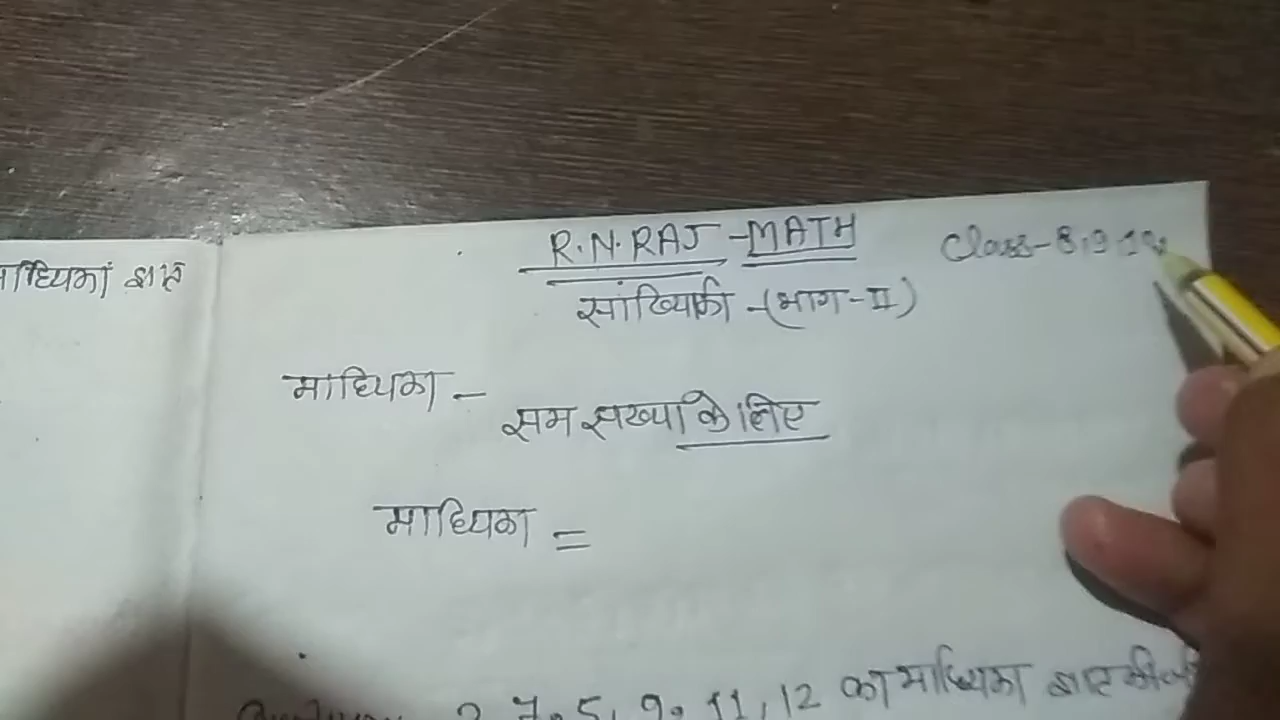 R.N.RAJ-MATH
Class-8,9,10
सांख्यिकी -(भाग-II)
माध्यिका ज्ञात
माध्यिका -
सम संख्या के लिए
माध्यिका =
7, 5, 9, 11, 12 का माध्यिका ज्ञात